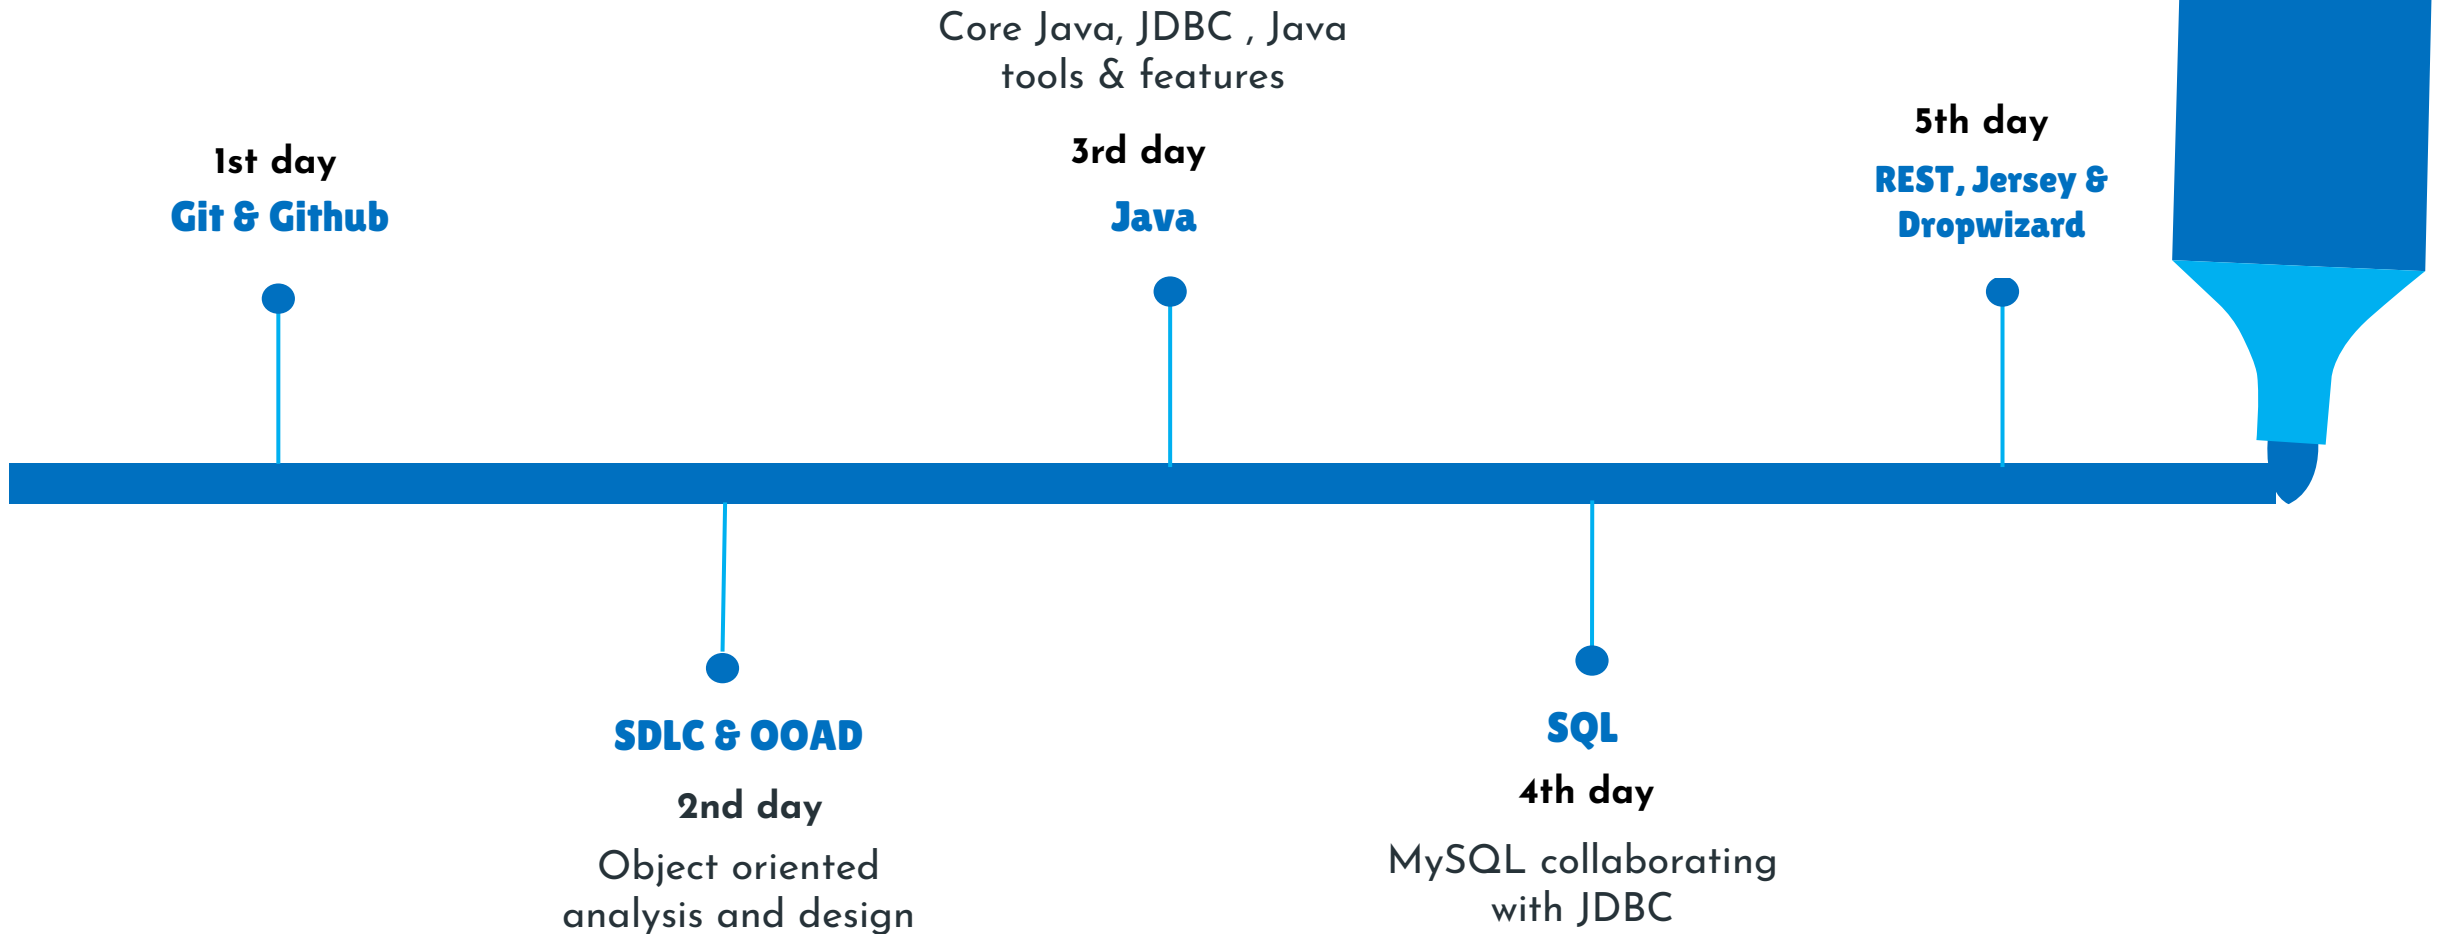 1st day
Git & Github
SDLC & OOAD
2nd day
Object oriented
analysis and design
Core Java, JDBC , Java
tools & features
3rd day
Java
SQL
4th day
MySQL collaborating
with JDBC
5th day
REST, Jersey &
Dropwizard